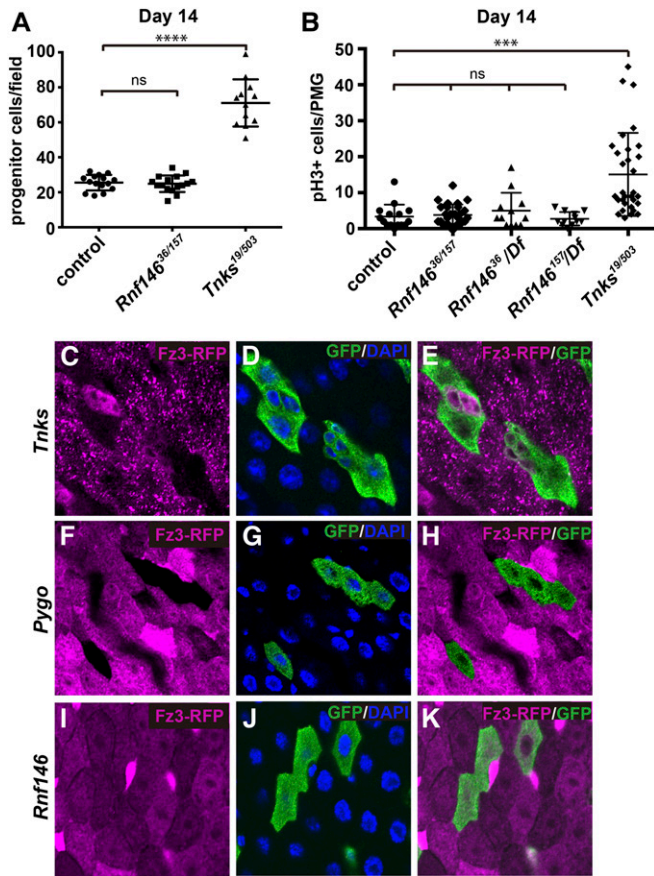 A
Day 14
progenitor cells/field
100
80
60
40
20
0
****
ns
control
Rnf146^36/157
Tnks^19/503
B
Day 14
pH3+ cells/PMG
50
40
30
20
10
0
***
ns
control
Rnf146^36/157
Rnf146^36/Df
Rnf146^157/Df
Tnks^19/503
Tnks
C Fz3-RFP
D GFP/DAPI
E Fz3-RFP/GFP
Pygo
F Fz3-RFP
G GFP/DAPI
H Fz3-RFP/GFP
Rnf146
I Fz3-RFP
J GFP/DAPI
K Fz3-RFP/GFP